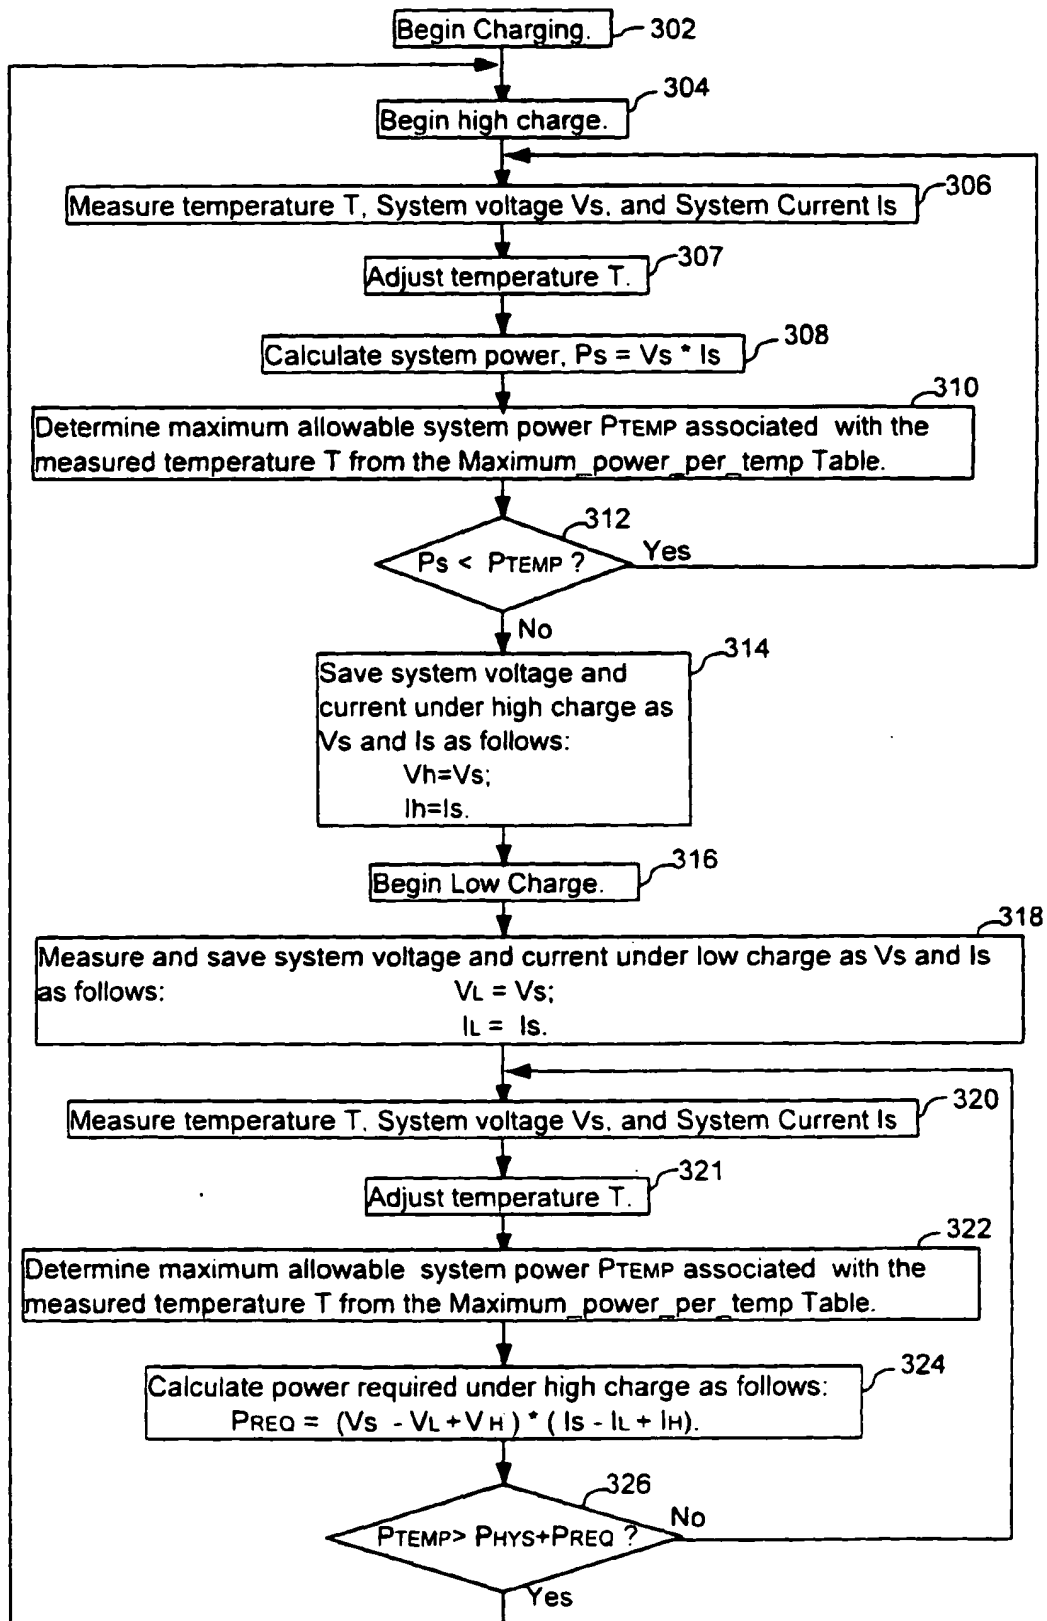 Begin Charging. 302
304
Begin high charge.
306
Measure temperature T, System voltage Vs, and System Current Is
307
Adjust temperature T.
308
Calculate system power, Ps = Vs * Is
310
Determine maximum allowable system power PTEMP associated with the
measured temperature T from the Maximum_power_per_temp Table.
312
Ps < PTEMP ? Yes
No
314
Save system voltage and
current under high charge as
Vs and Is as follows:
Vh=Vs;
Ih=Is.
316
Begin Low Charge.
318
Measure and save system voltage and current under low charge as Vs and Is
as follows: VL = Vs;
IL = Is.
320
Measure temperature T, System voltage Vs, and System Current Is
321
Adjust temperature T.
322
Determine maximum allowable system power PTEMP associated with the
measured temperature T from the Maximum_power_per_temp Table.
324
Calculate power required under high charge as follows:
PREQ = (Vs - VL + VH) * ( Is - IL + IH).
326
PTEMP> PHYS+PREQ ? No
Yes